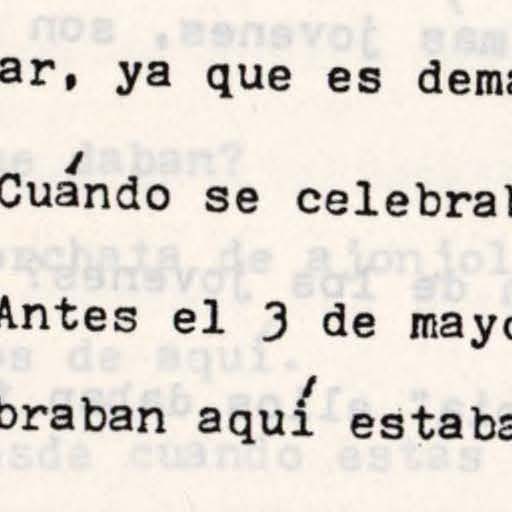 ar, ya que es dema
Cuándo se celebrab
Antes el 3 de mayo
braban aquí estaba